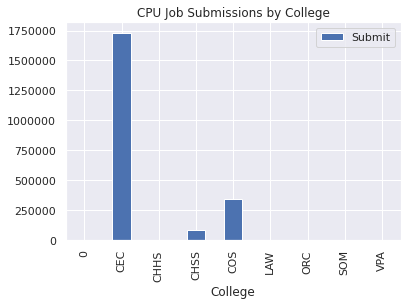 CPU Job Submissions by College
Submit
1750000
1500000
1250000
1000000
750000
500000
250000
0
0 CEC CHHS CHSS COS LAW ORC SOM VPA
College